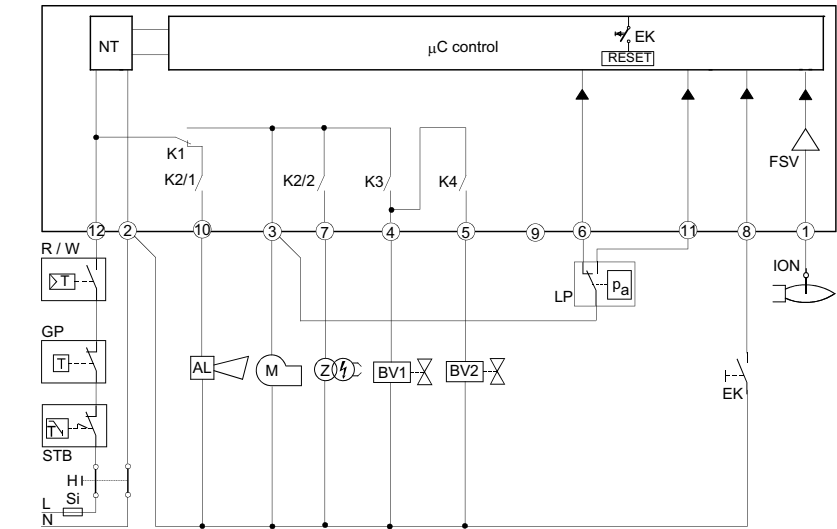 NT
μC control
EK
RESET
K1
FSV
K2/1
K2/2
K3
K4
12
2
10
3
7
4
5
9
6
11
8
1
R / W
T
LP
pa
ION
GP
T
AL
M
Z
BV1
BV2
EK
T
STB
H
Si
L
N